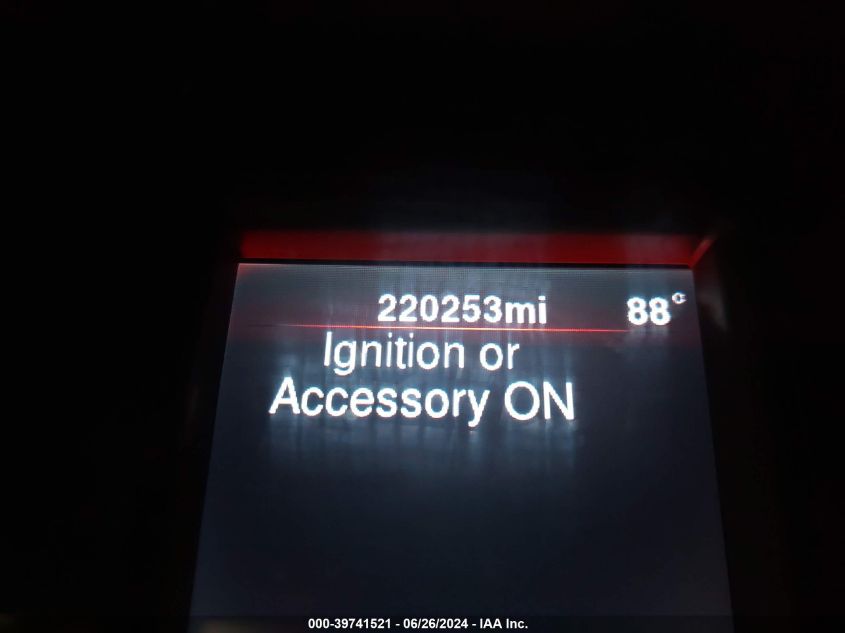 220253mi 88°
Ignition or
Accessory ON
000-39741521 - 06/26/2024 - IAA Inc.